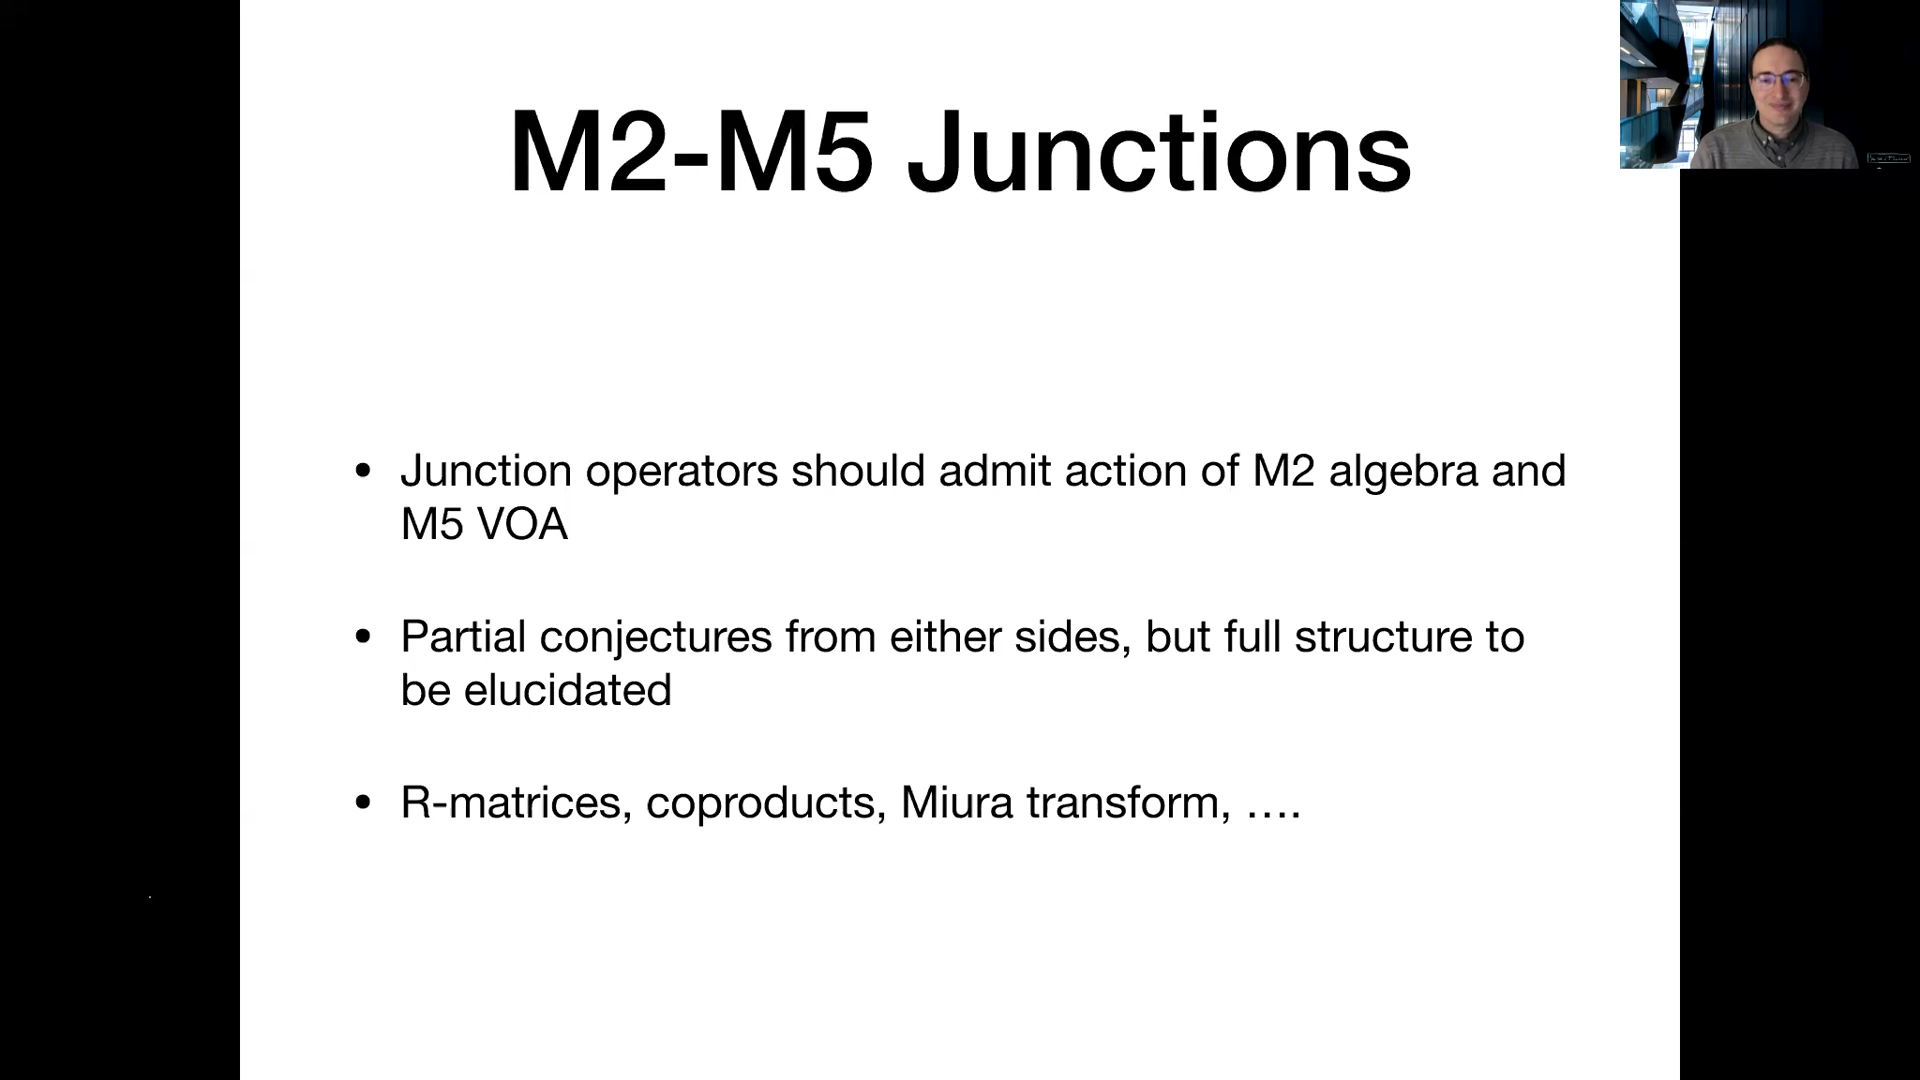 M2-M5 Junctions
• Junction operators should admit action of M2 algebra and
M5 VOA
• Partial conjectures from either sides, but full structure to
be elucidated
• R-matrices, coproducts, Miura transform, ….